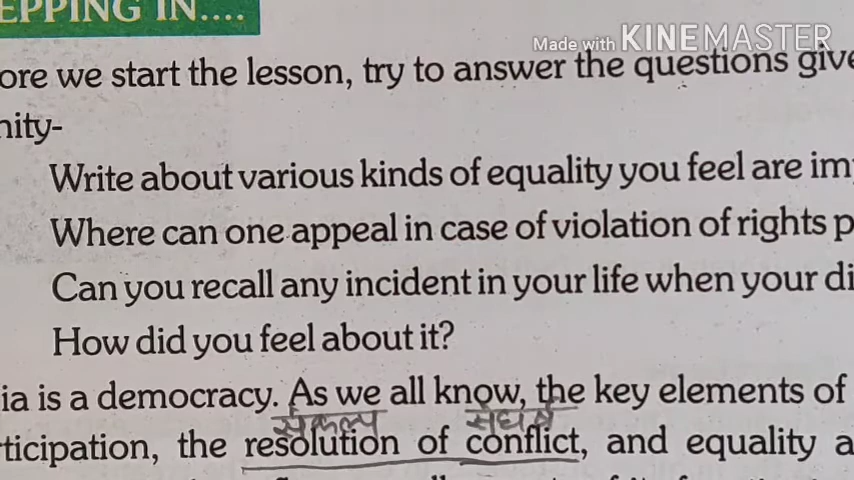 EPPING IN....
Made with KINEMASTER
ore we start the lesson, try to answer the questions give
nity-
Write about various kinds of equality you feel are im
Where can one appeal in case of violation of rights p
Can you recall any incident in your life when your di
How did you feel about it?
ia is a democracy. As we all know, the key elements of
संकल्प संघर्ष
rticipation, the resolution of conflict, and equality a